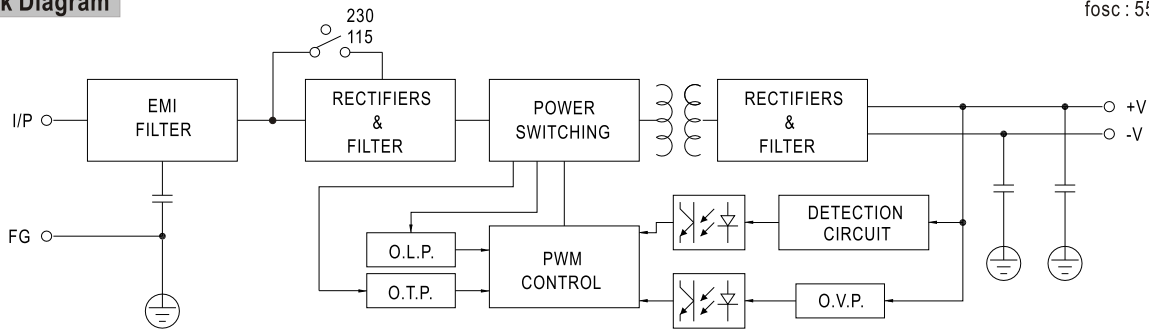 k Diagram
fosc : 55
230
115
I/P
EMI
FILTER
RECTIFIERS
&
FILTER
POWER
SWITCHING
RECTIFIERS
&
FILTER
+V
-V
FG
O.L.P.
O.T.P.
PWM
CONTROL
DETECTION
CIRCUIT
O.V.P.